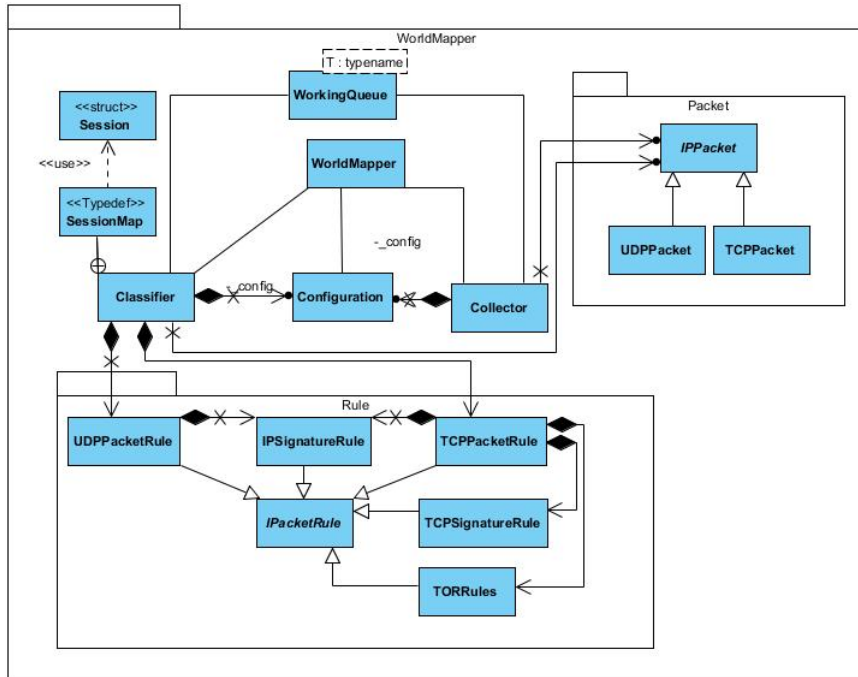 WorldMapper
T : typename
WorkingQueue
Packet
<<struct>>
Session
IPPacket
<<use>>
WorldMapper
<<Typedef>>
SessionMap
UDPPacket
TCPPacket
-_config
Classifier
-_config
Configuration
Collector
Rule
UDPPacketRule
IPSignatureRule
TCPPacketRule
IPacketRule
TCPSignatureRule
TORRules